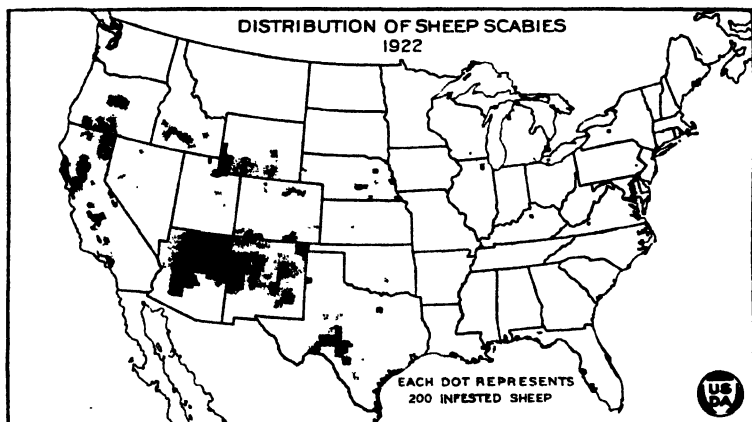 DISTRIBUTION OF SHEEP SCABIES
1922
EACH DOT REPRESENTS
200 INFESTED SHEEP
US
DA